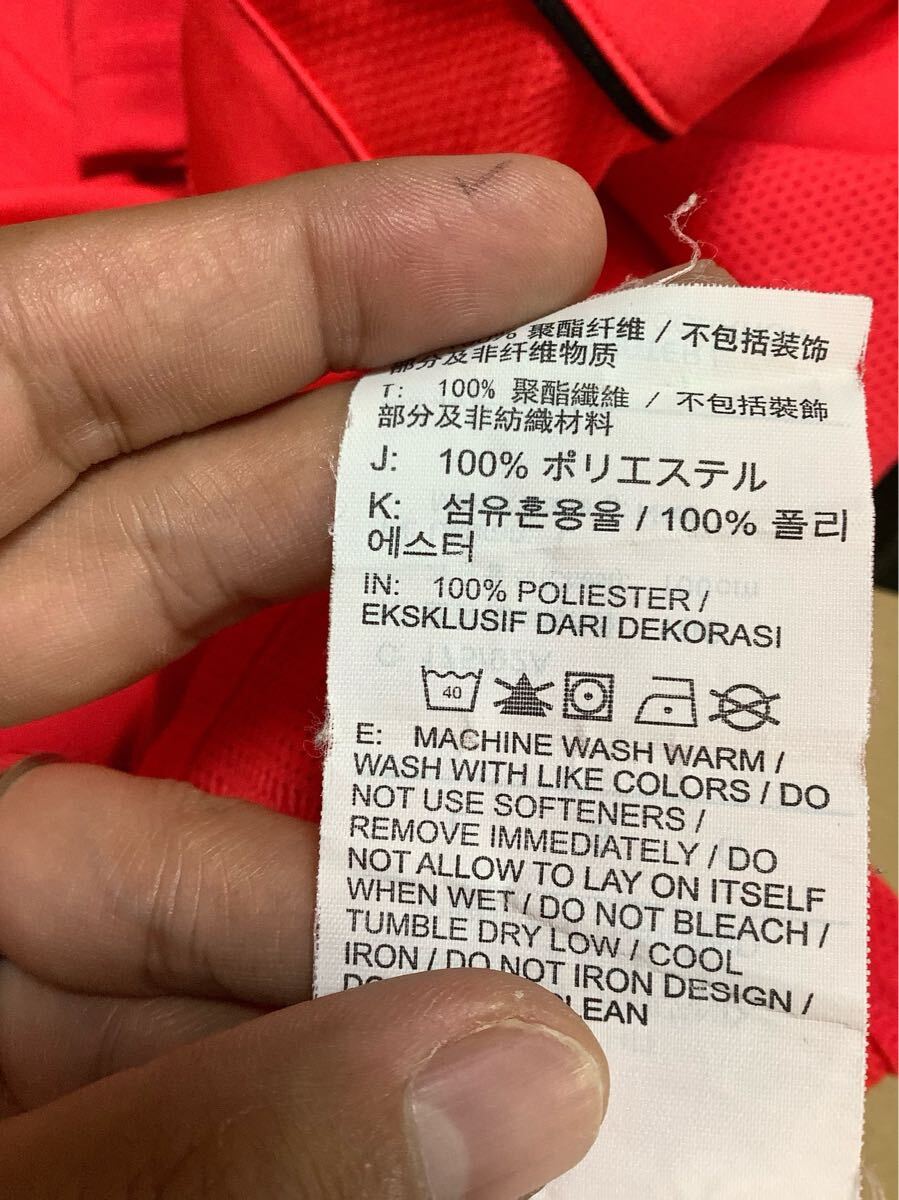 聚酯纤维 / 不包括装饰
部分及非纤维物质
T: 100% 聚酯纖維 / 不包括裝飾
部分及非紡織材料
J: 100% ポリエステル
K: 섬유혼용율 / 100% 폴리
에스터
IN: 100% POLIESTER /
EKSKLUSIF DARI DEKORASI
40
E: MACHINE WASH WARM /
WASH WITH LIKE COLORS / DO
NOT USE SOFTENERS /
REMOVE IMMEDIATELY / DO
NOT ALLOW TO LAY ON ITSELF
WHEN WET / DO NOT BLEACH /
TUMBLE DRY LOW / COOL
IRON / DO NOT IRON DESIGN /